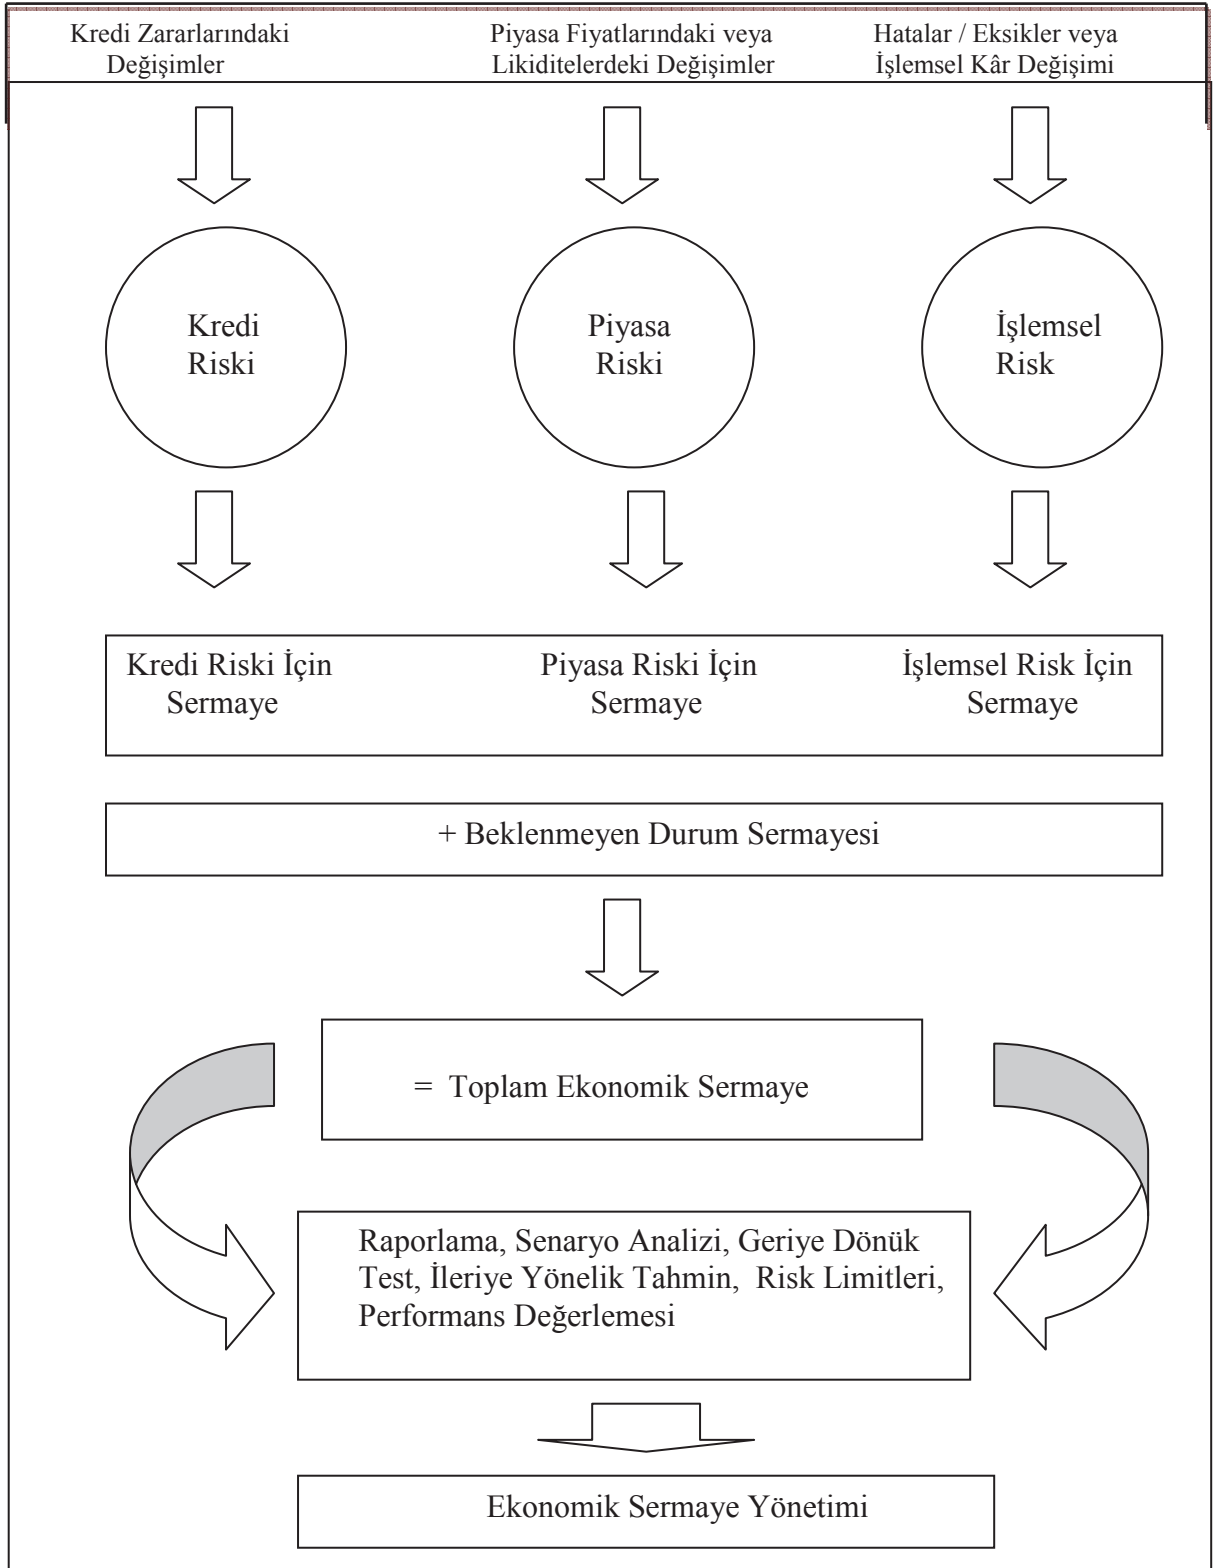 Kredi Zararlarındaki
Değişimler
Piyasa Fiyatlarındaki veya
Likiditelerdeki Değişimler
Hatalar / Eksikler veya
İşlemsel Kâr Değişimi
Kredi
Riski
Piyasa
Riski
İşlemsel
Risk
Kredi Riski İçin
Sermaye
Piyasa Riski İçin
Sermaye
İşlemsel Risk İçin
Sermaye
+ Beklenmeyen Durum Sermayesi
= Toplam Ekonomik Sermaye
Raporlama, Senaryo Analizi, Geriye Dönük
Test, İleriye Yönelik Tahmin, Risk Limitleri,
Performans Değerlemesi
Ekonomik Sermaye Yönetimi